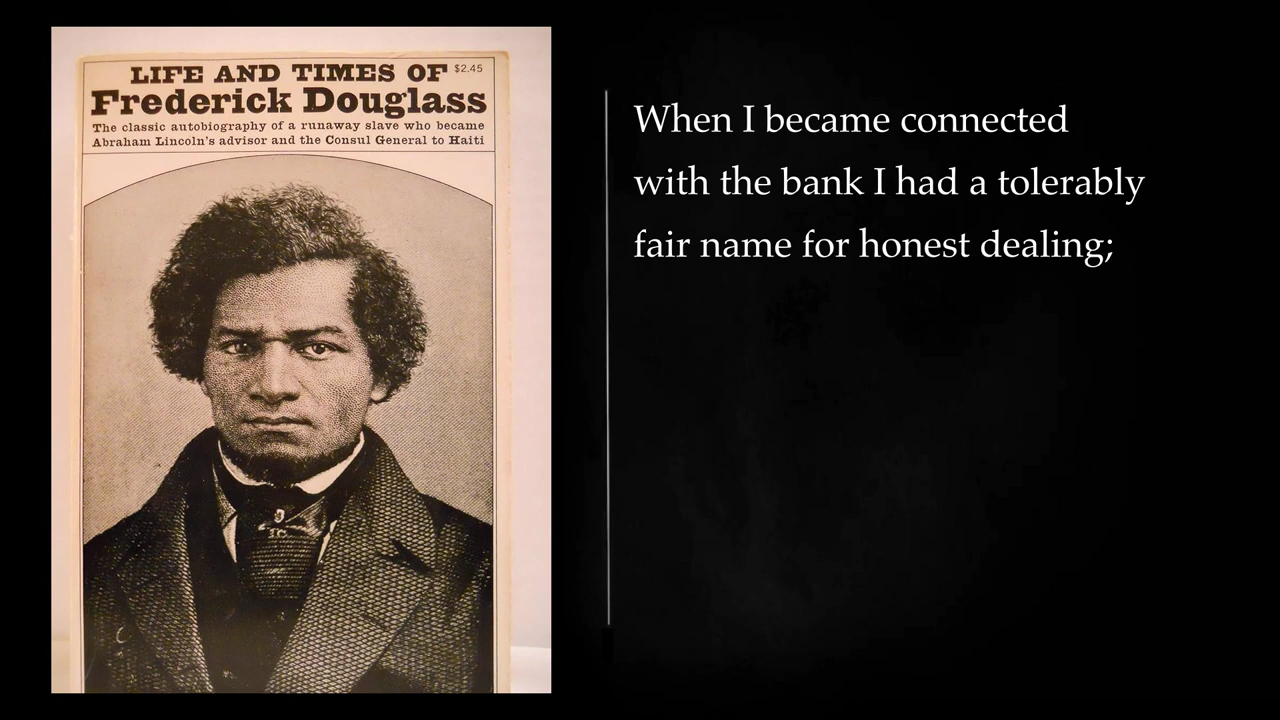 LIFE AND TIMES OF $2.45
Frederick Douglass
The classic autobiography of a runaway slave who became
Abraham Lincoln's advisor and the Consul General to Haiti
When I became connected
with the bank I had a tolerably
fair name for honest dealing;